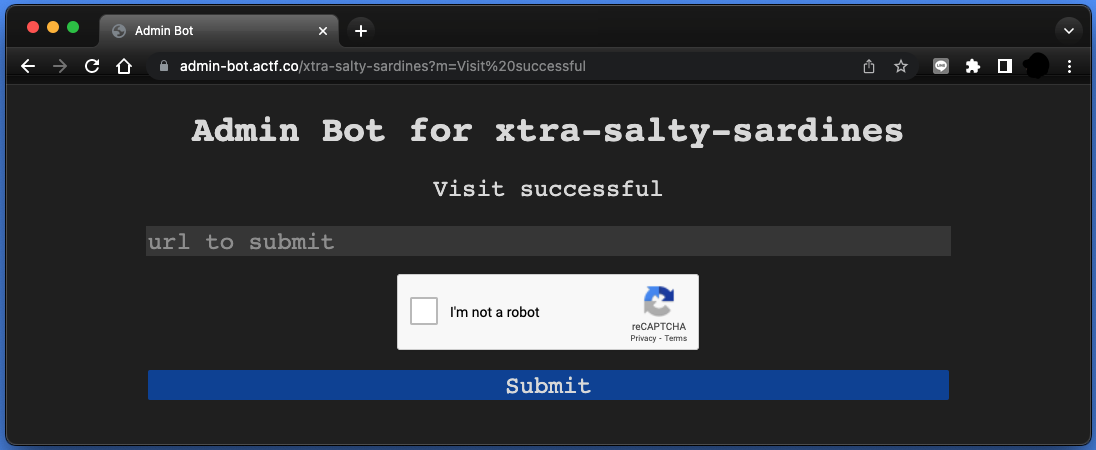 Admin Bot
admin-bot.actf.co/xtra-salty-sardines?m=Visit%20successful
LINE
Admin Bot for xtra-salty-sardines
Visit successful
url to submit
I'm not a robot
reCAPTCHA
Privacy - Terms
Submit